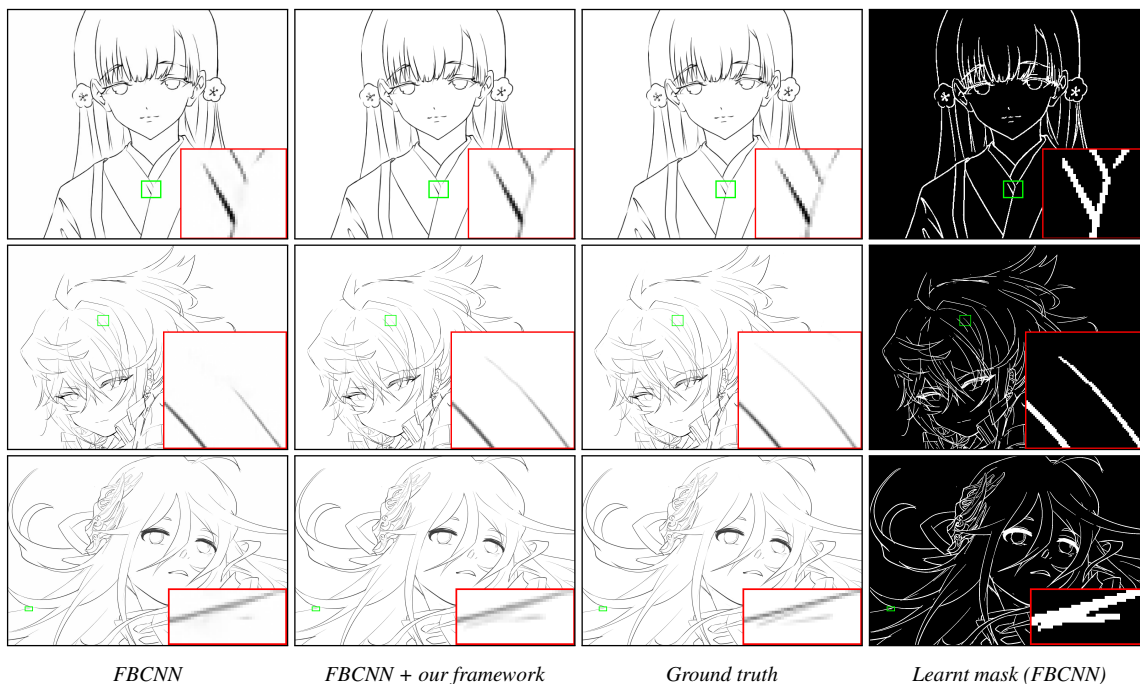 FBCNN
FBCNN + our framework
Ground truth
Learnt mask (FBCNN)